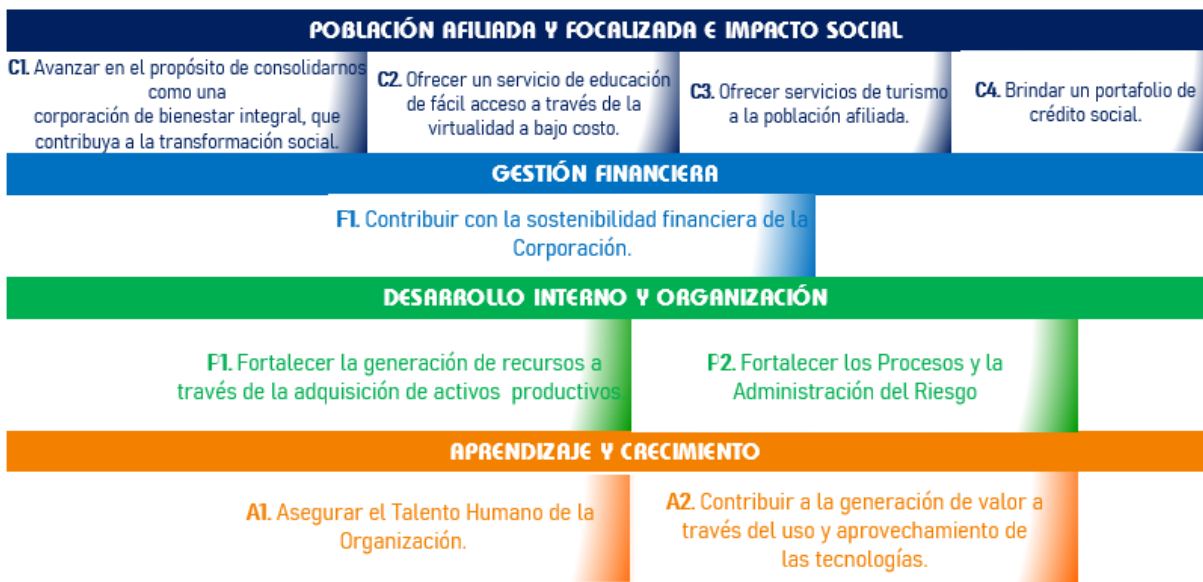 POBLACIÓN AFILIADA Y FOCALIZADA E IMPACTO SOCIAL
C1. Avanzar en el propósito de consolidarnos
como una
corporación de bienestar integral, que
contribuya a la transformación social.
C2. Ofrecer un servicio de educación
de fácil acceso a través de la
virtualidad a bajo costo.
C3. Ofrecer servicios de turismo
a la población afiliada.
C4. Brindar un portafolio de
crédito social.
GESTIÓN FINANCIERA
F1. Contribuir con la sostenibilidad financiera de la
Corporación.
DESARROLLO INTERNO Y ORGANIZACIÓN
P1. Fortalecer la generación de recursos a
través de la adquisición de activos productivos.
P2. Fortalecer los Procesos y la
Administración del Riesgo
APRENDIZAJE Y CRECIMIENTO
A1. Asegurar el Talento Humano de la
Organización.
A2. Contribuir a la generación de valor a
través del uso y aprovechamiento de
las tecnologías.